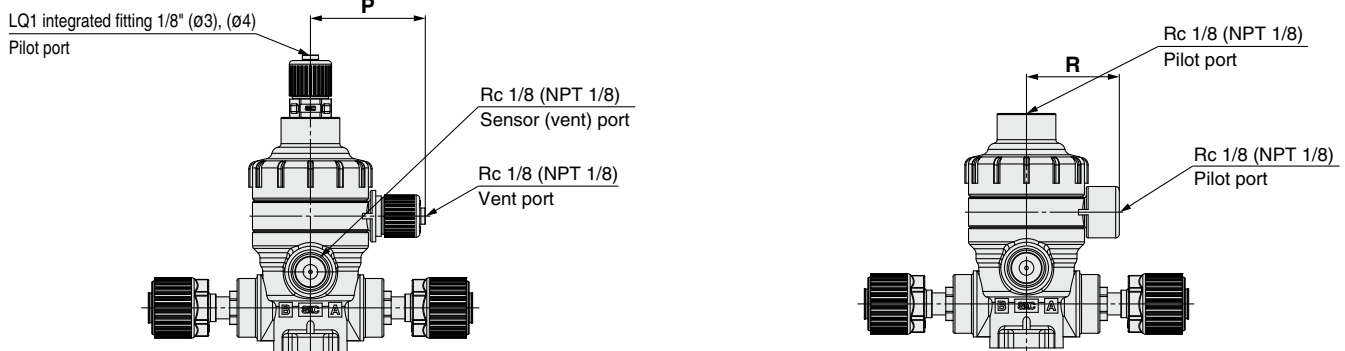 P
LQ1 integrated fitting 1/8" (ø3), (ø4)
Pilot port
Rc 1/8 (NPT 1/8)
Sensor (vent) port
Rc 1/8 (NPT 1/8)
Vent port
B SMC A
Rc 1/8 (NPT 1/8)
Pilot port
R
Rc 1/8 (NPT 1/8)
Pilot port
B SMC A